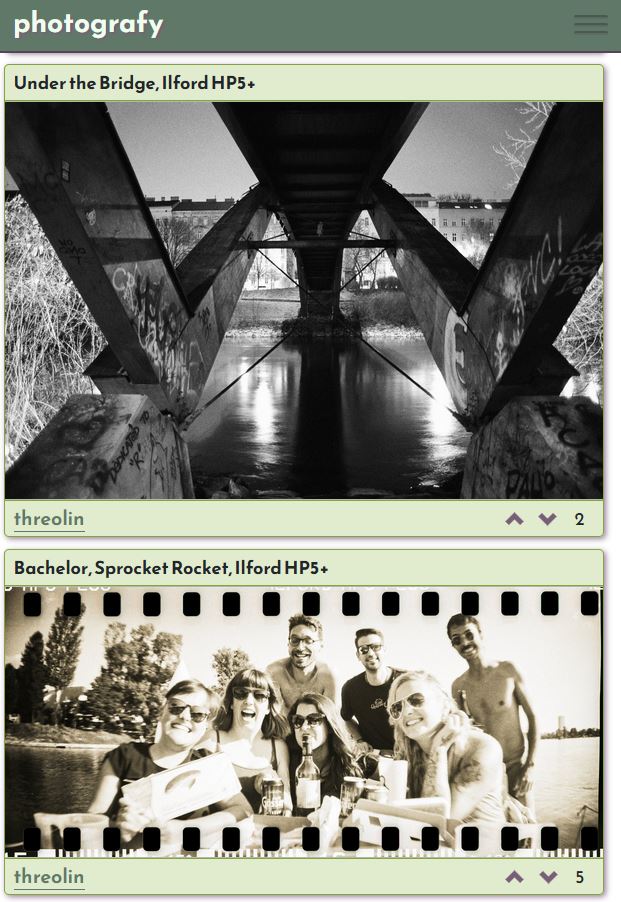 photografy
Under the Bridge, Ilford HP5+
threolin
2
Bachelor, Sprocket Rocket, Ilford HP5+
threolin
5